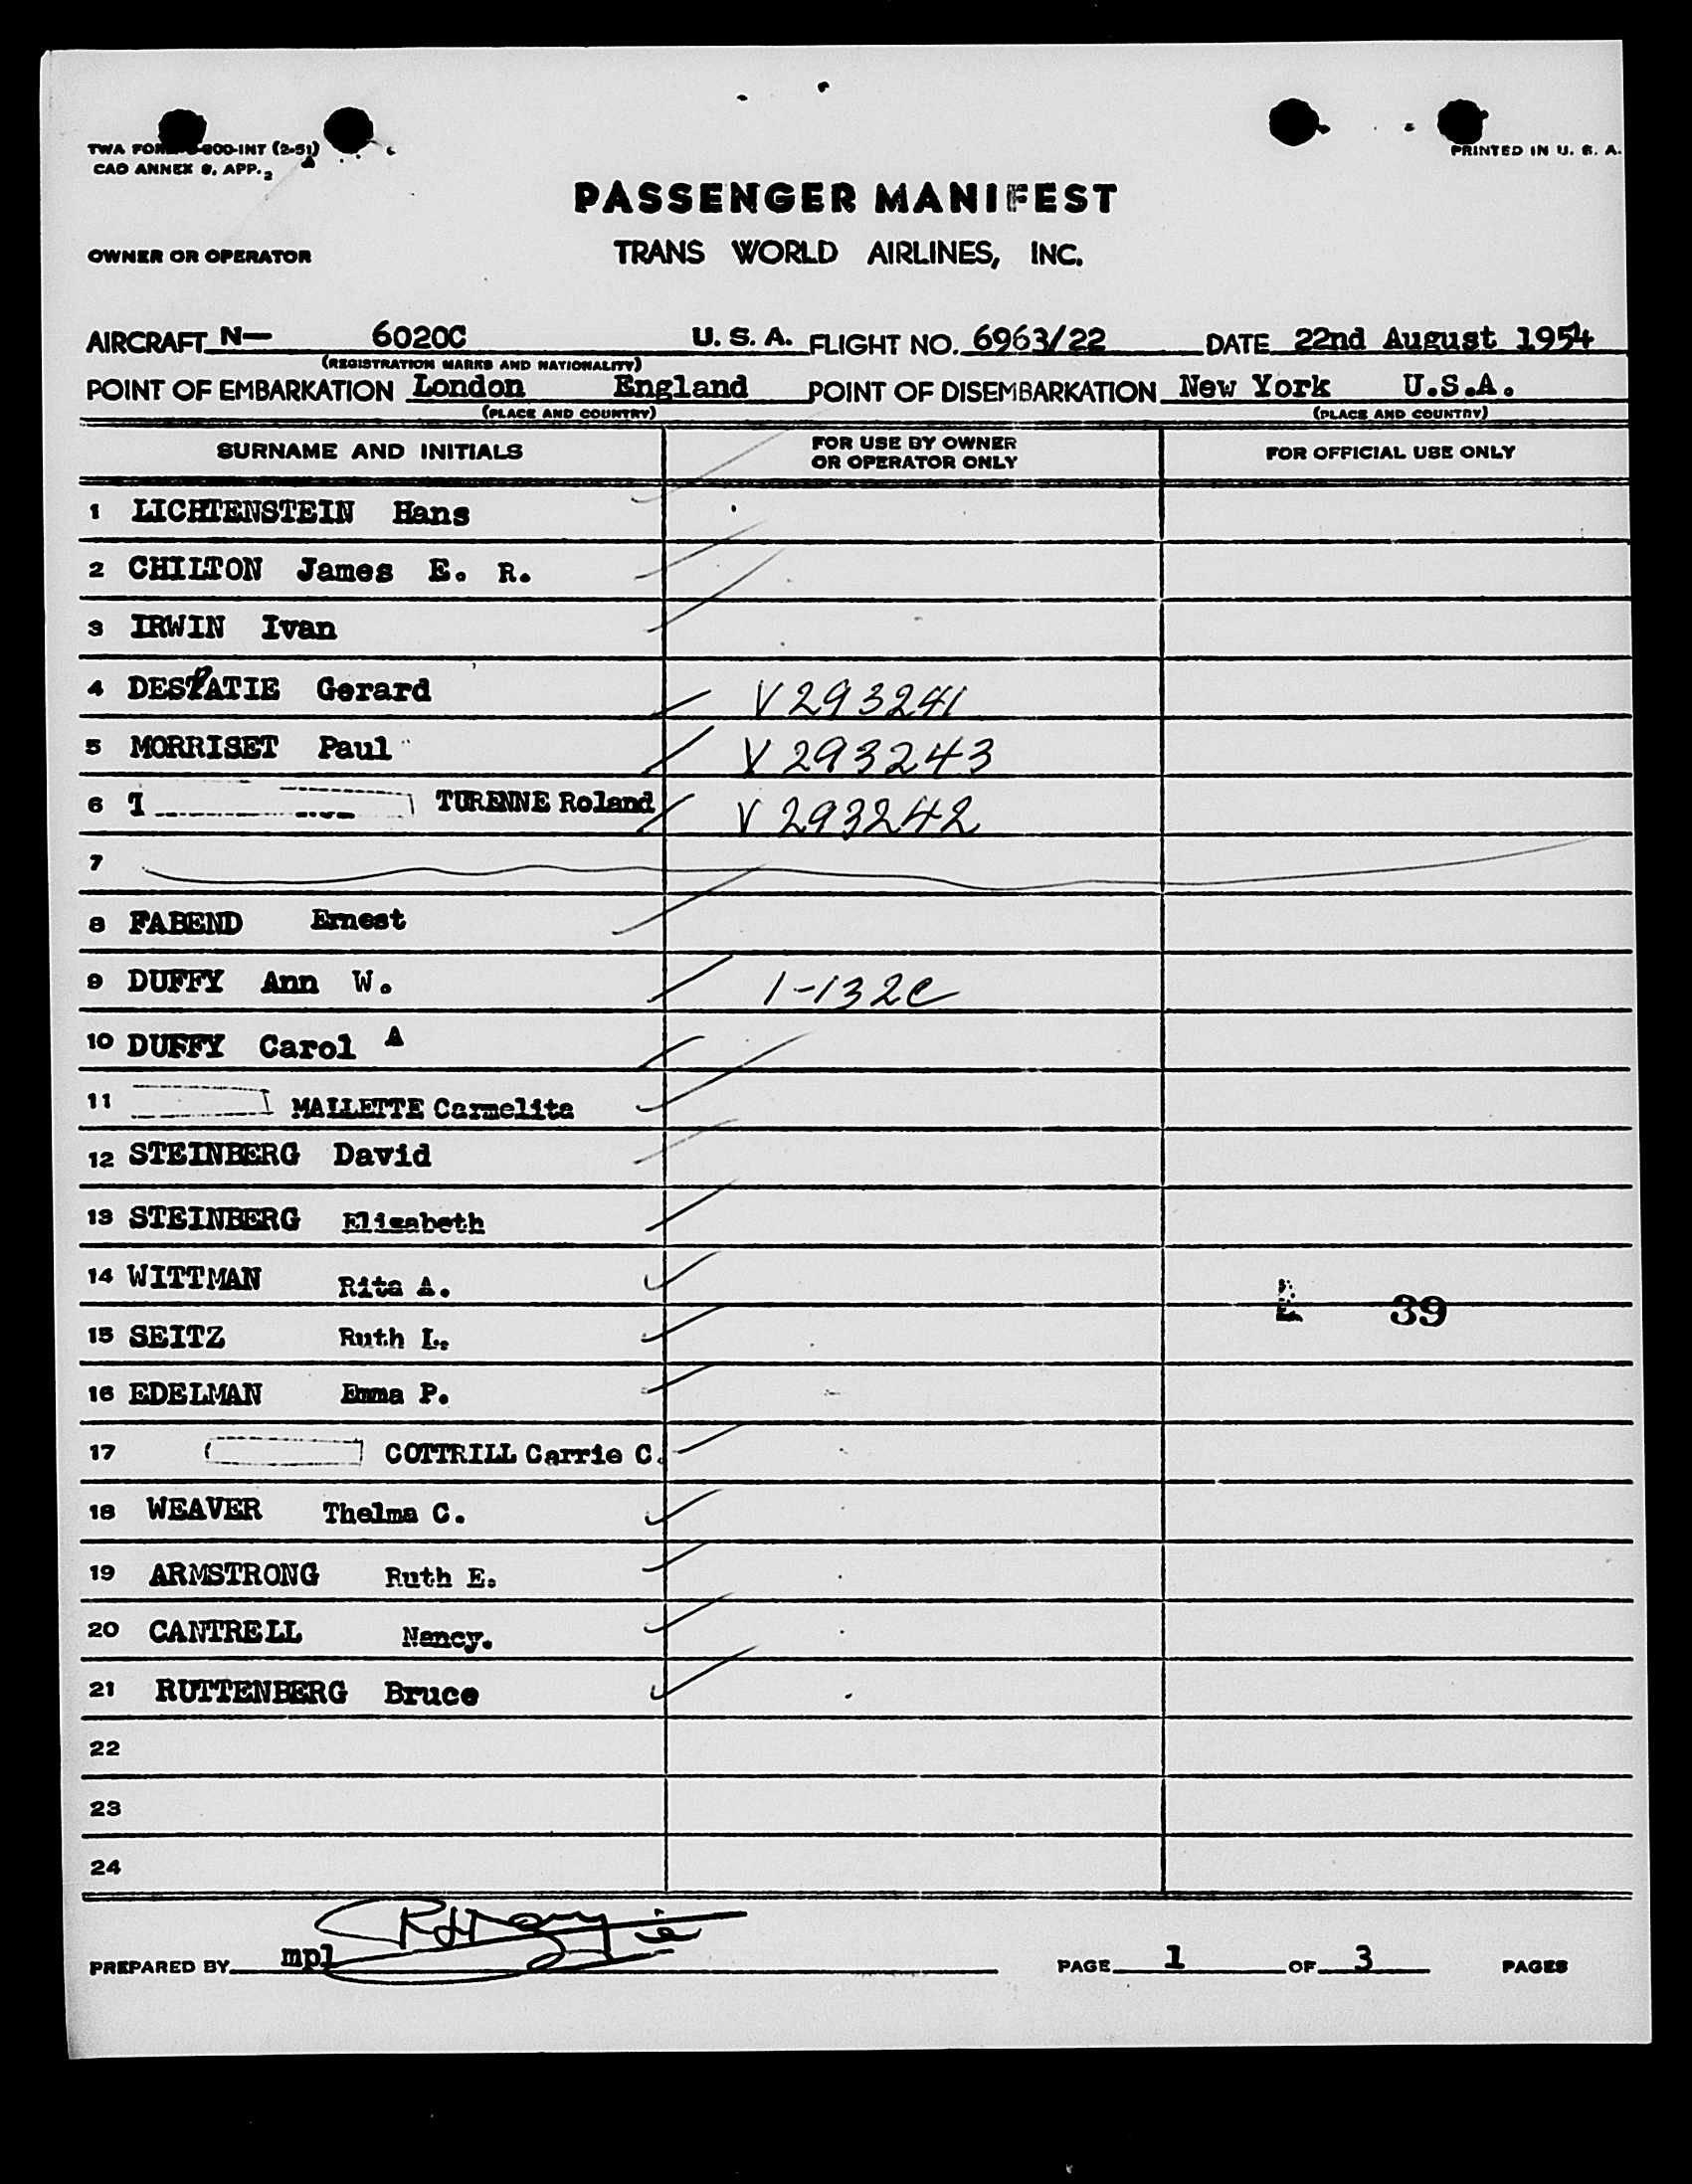 TWA FORM 800-INT (2-51)
CAO ANNEX 9, APP. 2
PRINTED IN U. S. A.
PASSENGER MANIFEST
OWNER OR OPERATOR TRANS WORLD AIRLINES, INC.
AIRCRAFT N— 6020C U. S. A. FLIGHT NO. 6963/22 DATE 22nd August 1954
(REGISTRATION MARKS AND NATIONALITY)
POINT OF EMBARKATION London England POINT OF DISEMBARKATION New York U.S.A.
(PLACE AND COUNTRY) (PLACE AND COUNTRY)
SURNAME AND INITIALS FOR USE BY OWNER OR OPERATOR ONLY FOR OFFICIAL USE ONLY
1 LICHTENSTEIN Hans
2 CHILTON James E. R.
3 IRWIN Ivan
4 DESPATIE Gerard V293241
5 MORRISET Paul V293243
6 TURENNE Roland V293242
7
8 FABEND Ernest
9 DUFFY Ann W. 1-132C
10 DUFFY Carol A
11 MALLETTE Carmelita
12 STEINBERG David
13 STEINBERG Elisabeth
14 WITTMAN Rita A.
39
15 SEITZ Ruth L.
16 EDELMAN Emma P.
17 COTTRILL Carrie C.
18 WEAVER Thelma C.
19 ARMSTRONG Ruth E.
20 CANTRELL Nancy.
21 RUTTENBERG Bruce
22
23
24
PREPARED BY mpl PAGE 1 OF 3 PAGES